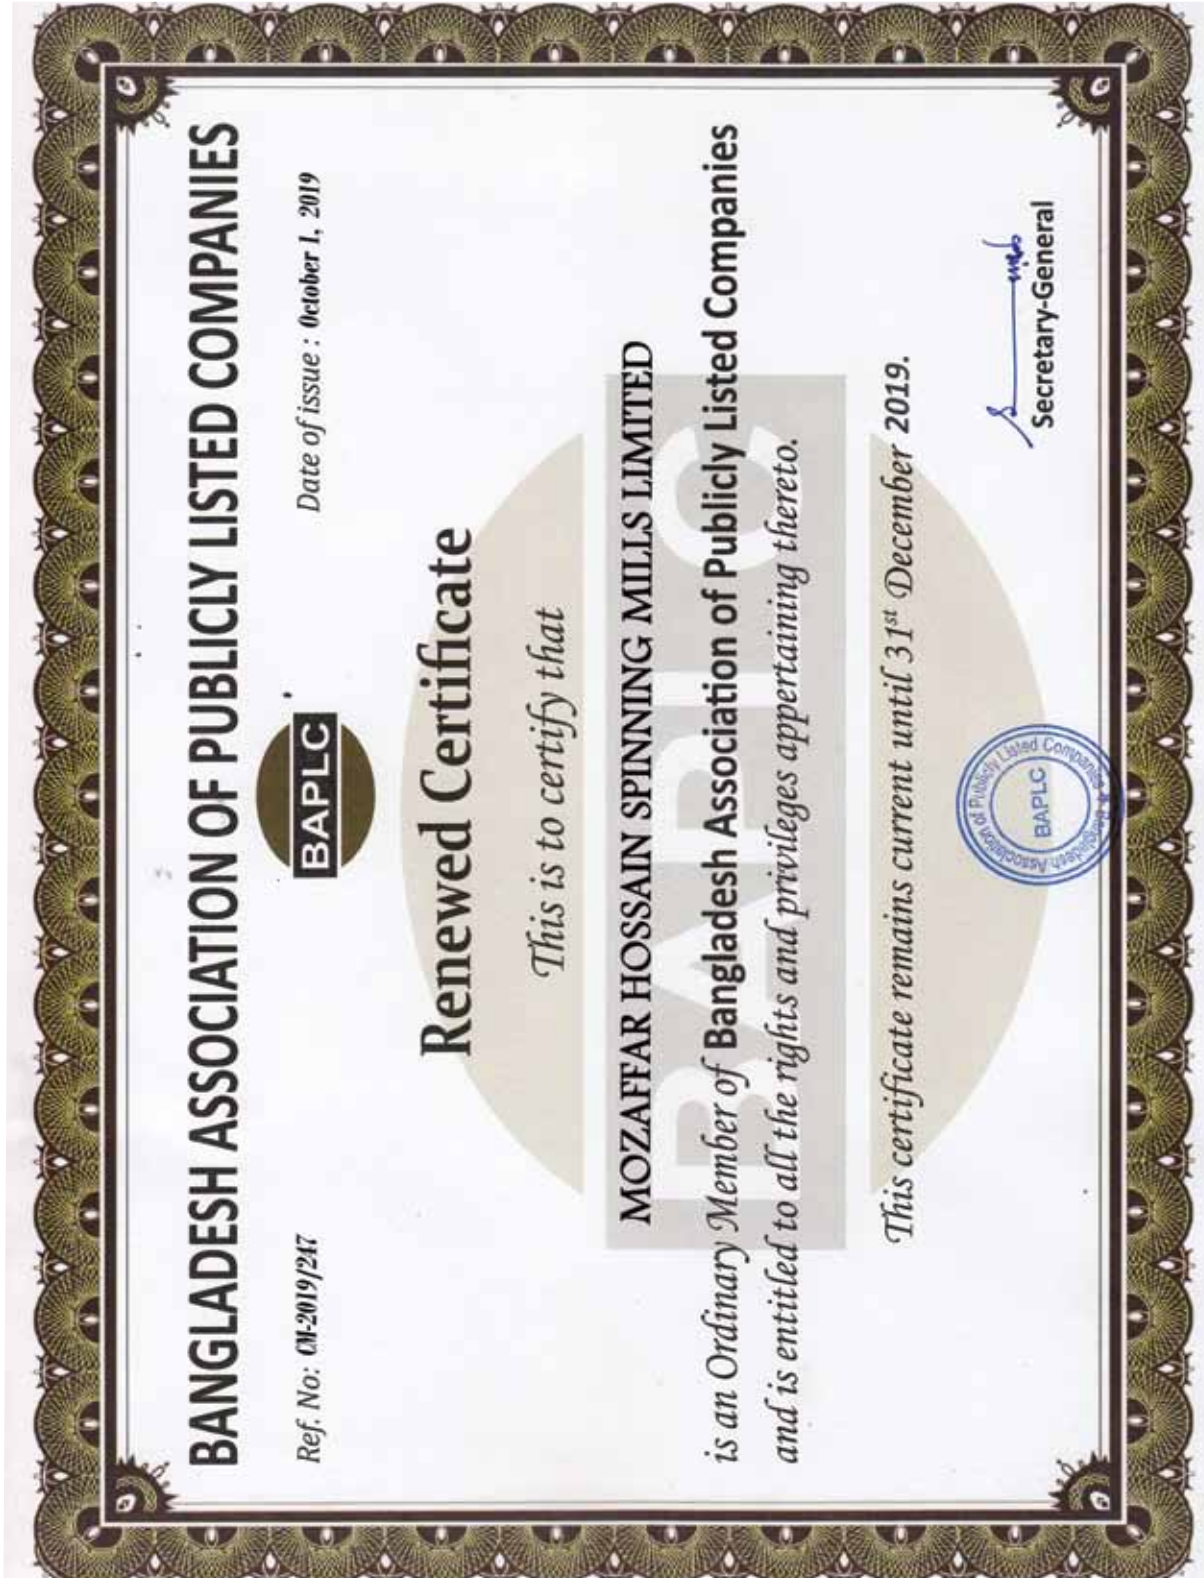 BANGLADESH ASSOCIATION OF PUBLICLY LISTED COMPANIES
Ref. No: CM-2019/247
Date of issue : October 1, 2019
BAPLC
Renewed Certificate
This is to certify that
MOZAFFAR HOSSAIN SPINNING MILLS LIMITED
is an Ordinary Member of Bangladesh Association of Publicly Listed Companies
and is entitled to all the rights and privileges appertaining thereto.
BAPLC
This certificate remains current until 31st December 2019.
Bangladesh Association of Publicly Listed Companies
BAPLC
Secretary-General